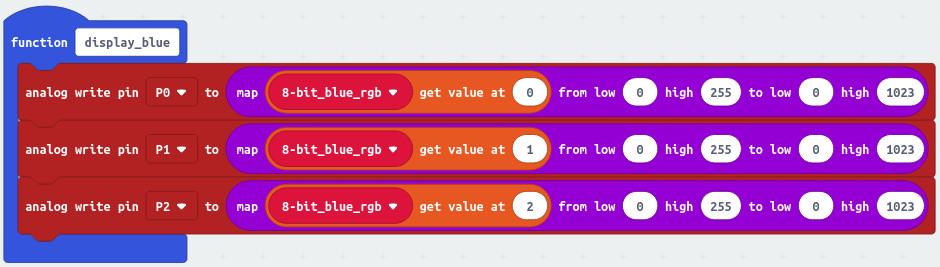 function display_blue
analog write pin P0 to map 8-bit_blue_rgb get value at 0 from low 0 high 255 to low 0 high 1023
analog write pin P1 to map 8-bit_blue_rgb get value at 1 from low 0 high 255 to low 0 high 1023
analog write pin P2 to map 8-bit_blue_rgb get value at 2 from low 0 high 255 to low 0 high 1023